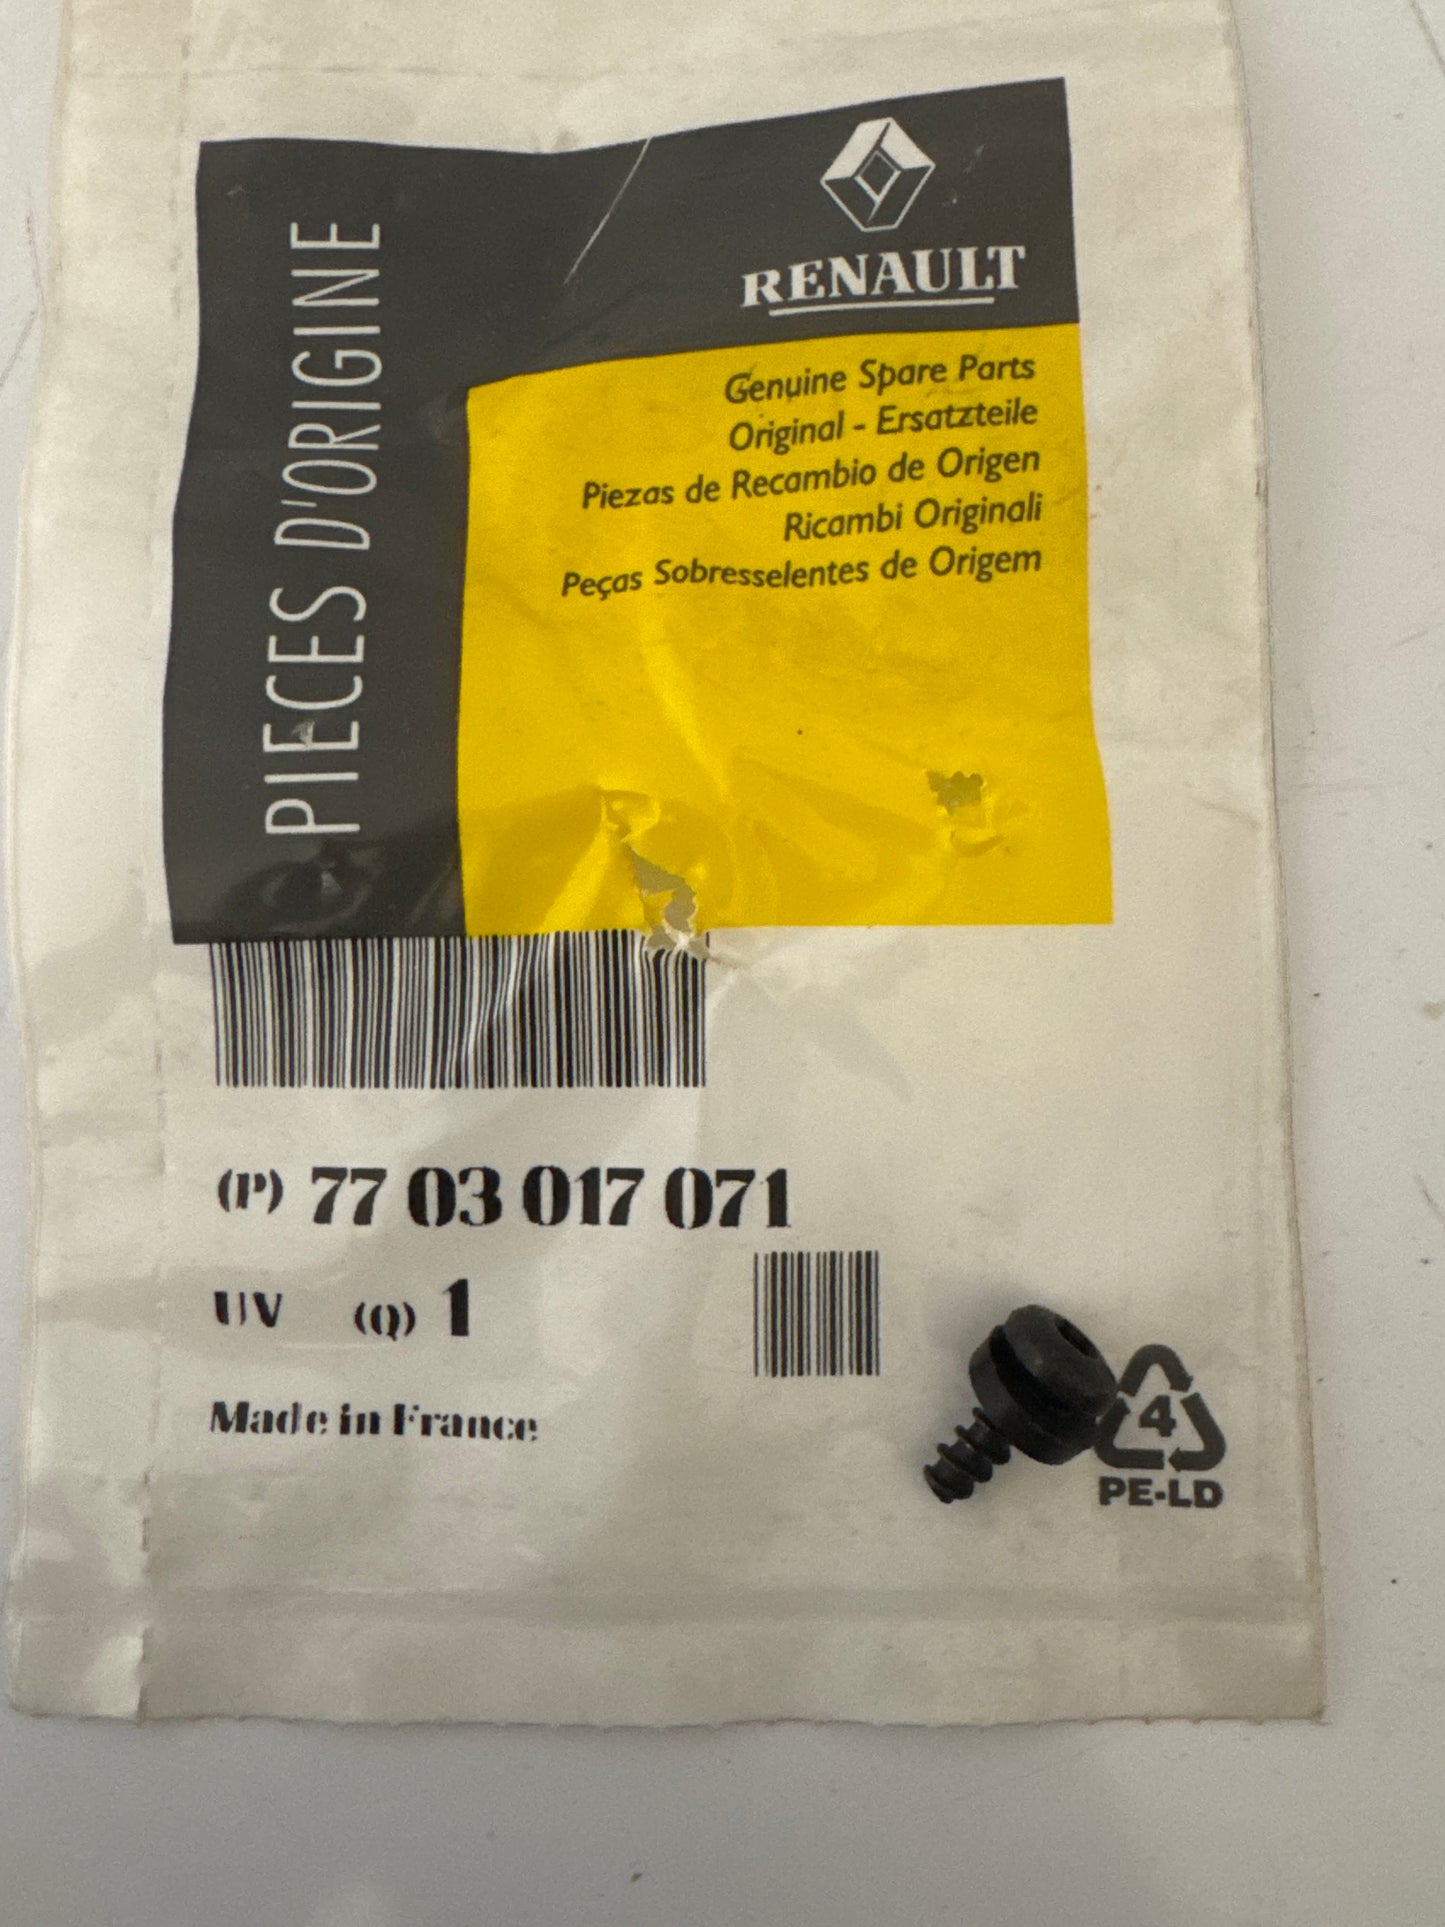 PIECES D'ORIGINE
RENAULT
Genuine Spare Parts
Original - Ersatzteile
Piezas de Recambio de Origen
Ricambi Originali
Peças Sobresselentes de Origem
(P) 77 03 017 071
UV (Q) 1
Made in France
4
PE-LD